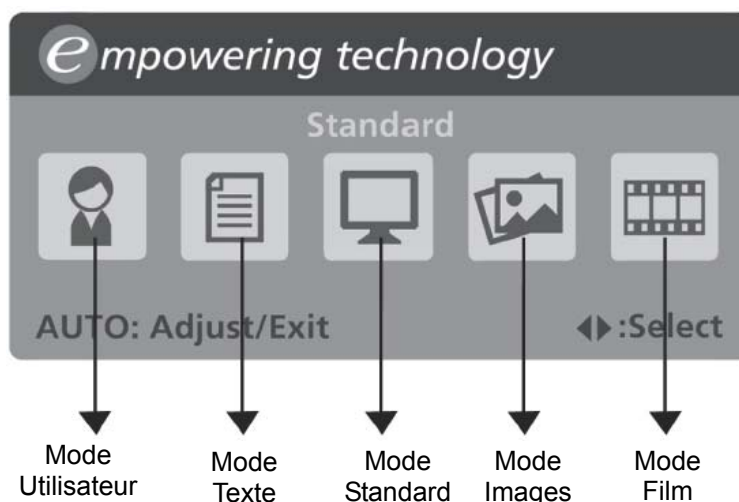 empowering technology
Standard
AUTO: Adjust/Exit ◀▶:Select
Mode Utilisateur
Mode Texte
Mode Standard
Mode Images
Mode Film